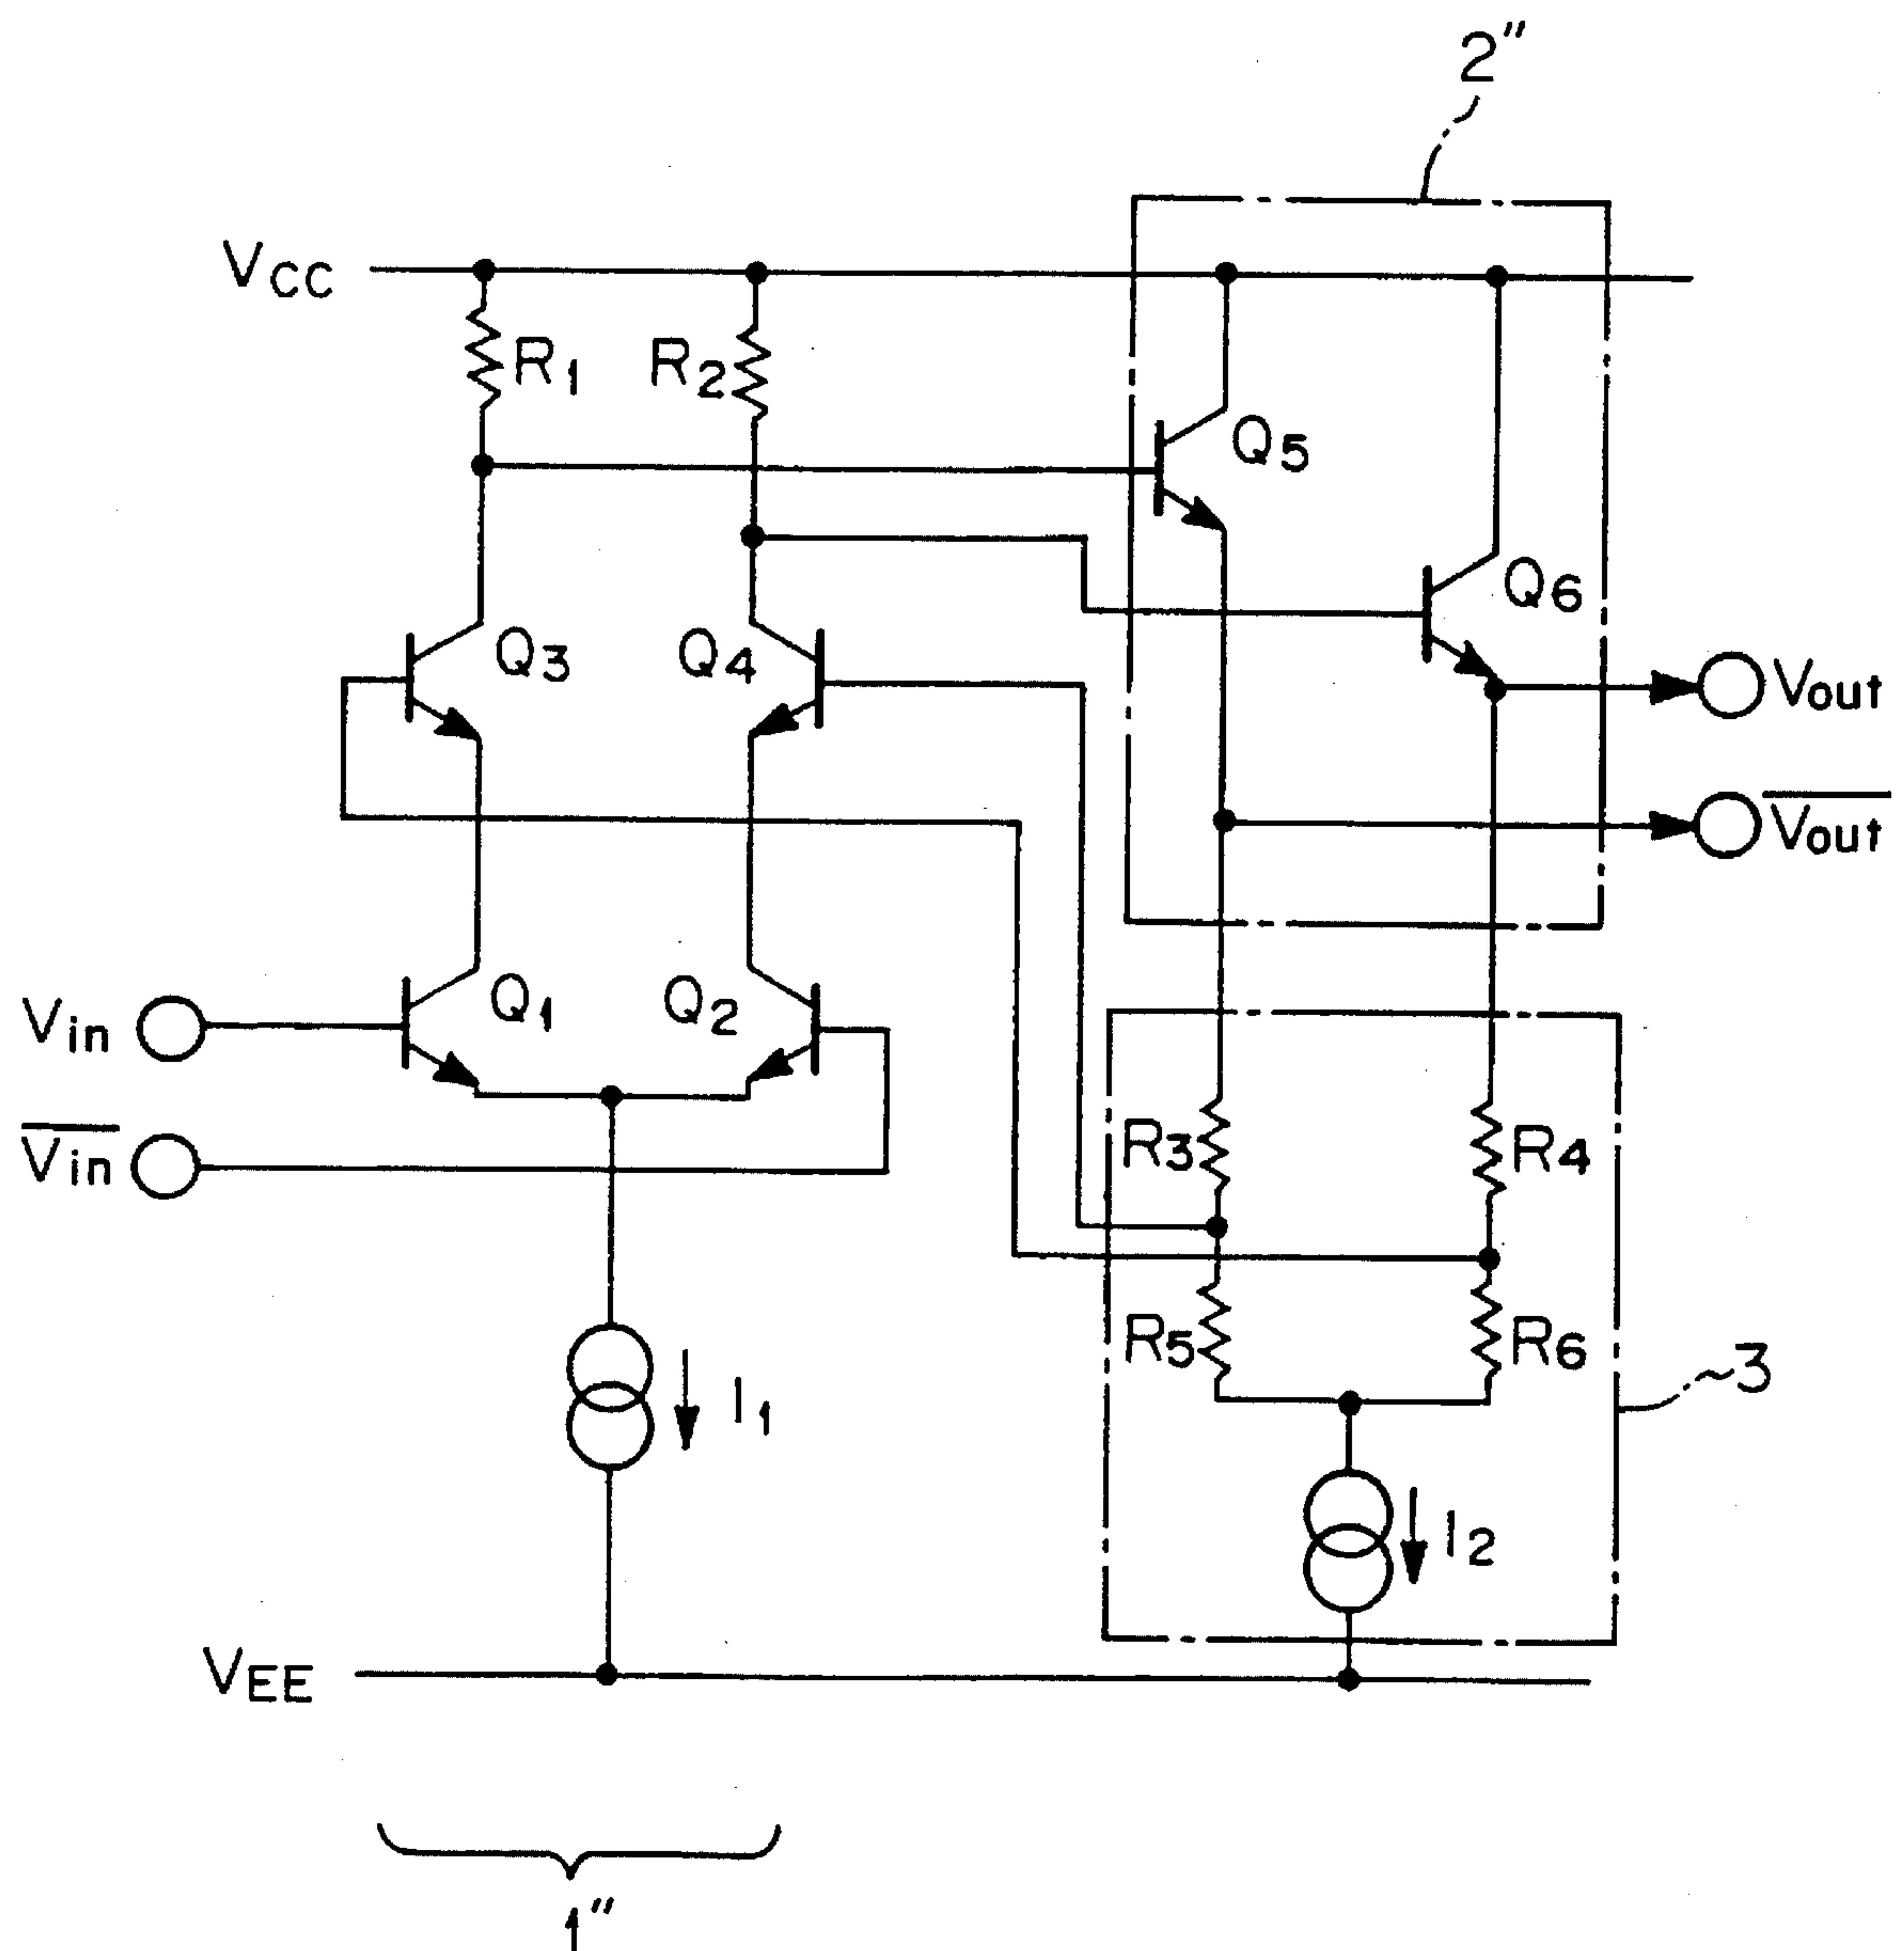 2"
VCC
R1
R2
Q5
Q6
Q3
Q4
Vout
Vout
Q1
Q2
Vin
Vin
R3
R4
R5
R6
3
I1
I2
VEE
1"